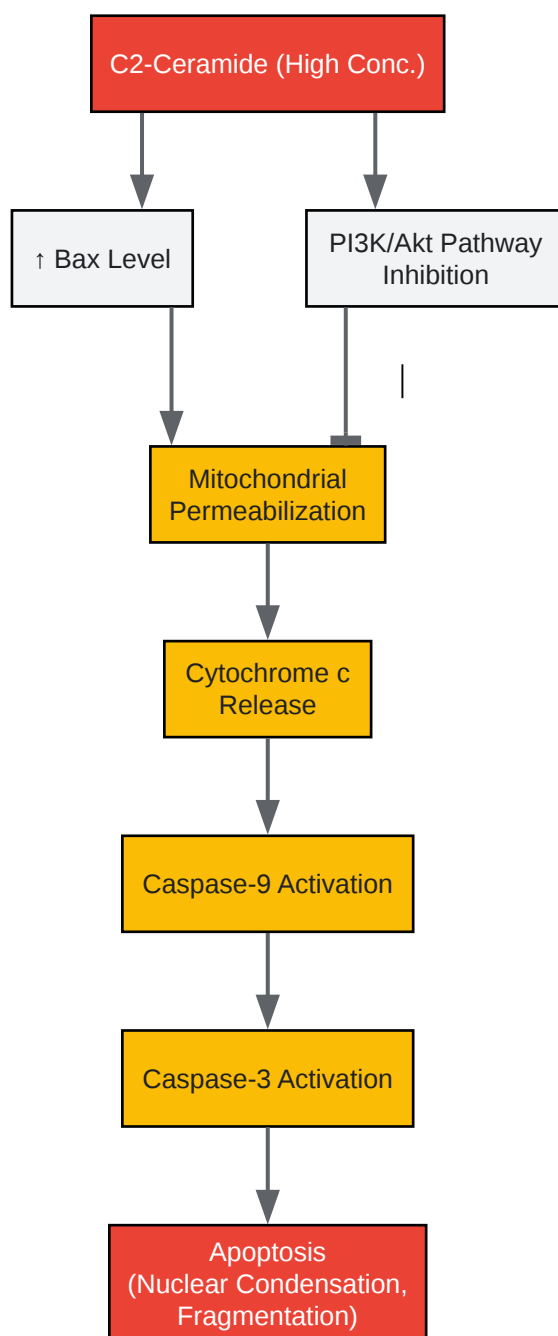 C2-Ceramide (High Conc.)
↑ Bax Level
PI3K/Akt Pathway
Inhibition
|
Mitochondrial
Permeabilization
Cytochrome c
Release
Caspase-9 Activation
Caspase-3 Activation
Apoptosis
(Nuclear Condensation,
Fragmentation)